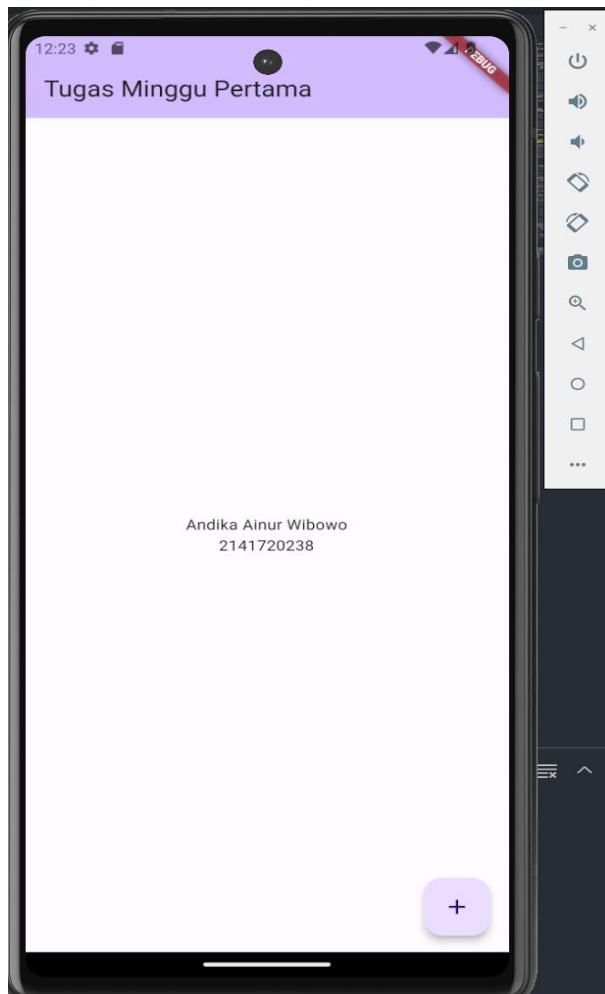 12:23
DEBUG
Tugas Minggu Pertama
Andika Ainur Wibowo
2141720238
+